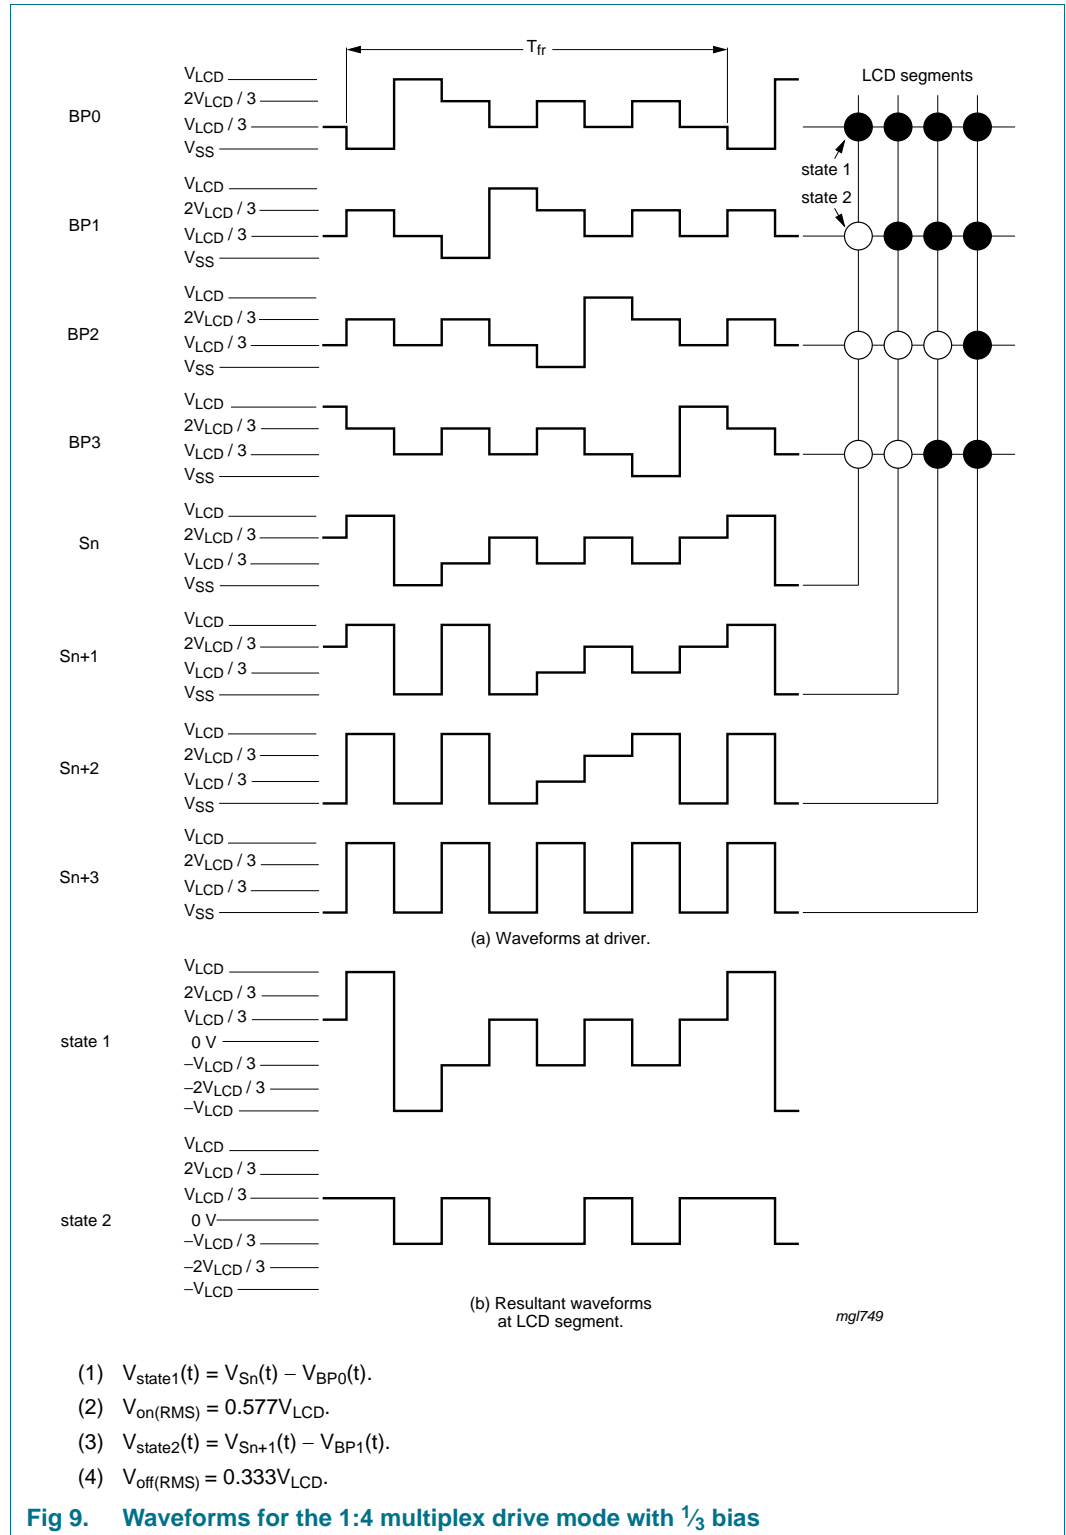 Tfr
LCD segments
BP0
VLCD
2VLCD / 3
VLCD / 3
VSS
state 1
state 2
BP1
VLCD
2VLCD / 3
VLCD / 3
VSS
BP2
VLCD
2VLCD / 3
VLCD / 3
VSS
BP3
VLCD
2VLCD / 3
VLCD / 3
VSS
Sn
VLCD
2VLCD / 3
VLCD / 3
VSS
Sn+1
VLCD
2VLCD / 3
VLCD / 3
VSS
Sn+2
VLCD
2VLCD / 3
VLCD / 3
VSS
Sn+3
VLCD
2VLCD / 3
VLCD / 3
VSS
(a) Waveforms at driver.
state 1
VLCD
2VLCD / 3
VLCD / 3
0 V
−VLCD / 3
−2VLCD / 3
−VLCD
state 2
VLCD
2VLCD / 3
VLCD / 3
0 V
−VLCD / 3
−2VLCD / 3
−VLCD
(b) Resultant waveforms
at LCD segment.
mgl749
(1) Vstate1(t) = VSn(t) − VBP0(t).
(2) Von(RMS) = 0.577VLCD.
(3) Vstate2(t) = VSn+1(t) − VBP1(t).
(4) Voff(RMS) = 0.333VLCD.
Fig 9. Waveforms for the 1:4 multiplex drive mode with 1⁄3 bias